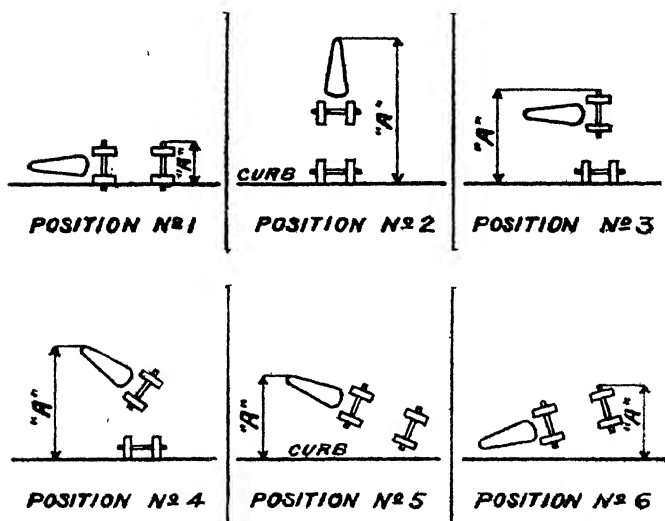 "A"
POSITION Nº 1
CURB
"A"
POSITION Nº 2
"A"
POSITION Nº 3
"A"
POSITION Nº 4
"A"
CURB
POSITION Nº 5
"A"
POSITION Nº 6